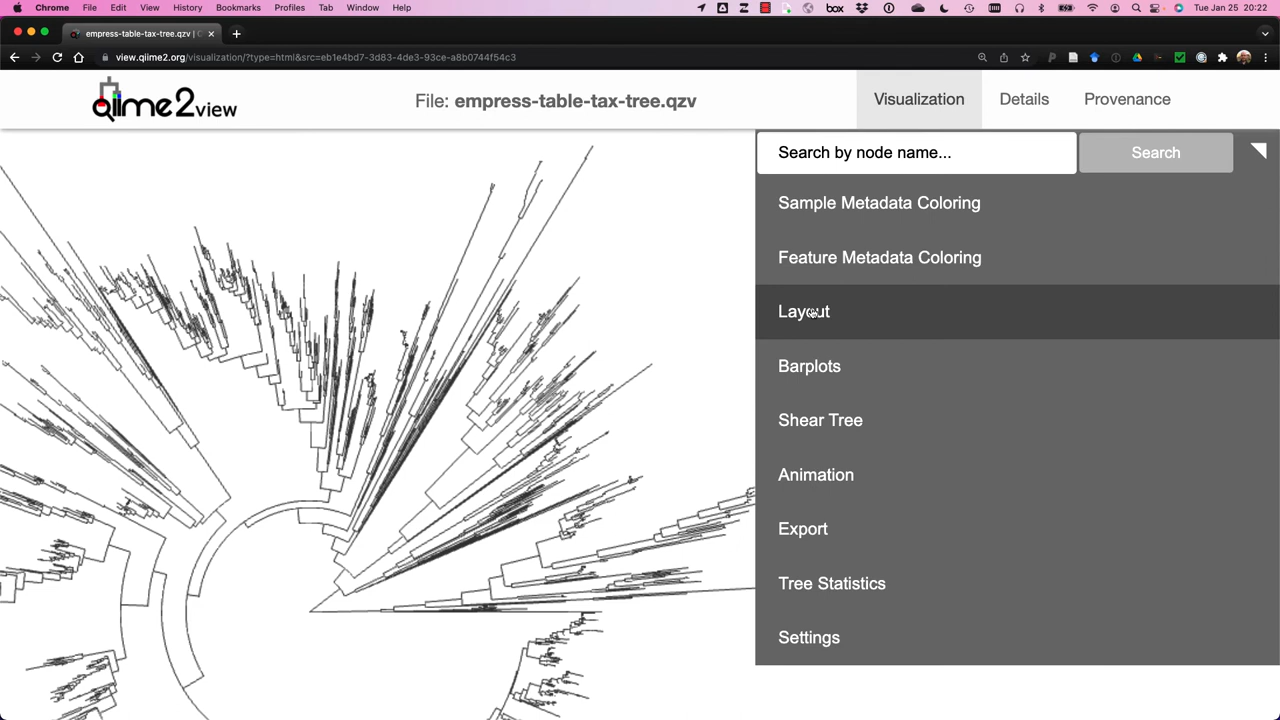 Chrome File Edit View History Bookmarks Profiles Tab Window Help box Tue Jan 25 20:22
empress-table-tax-tree.qzv |
view.qiime2.org/visualization/?type=html&src=eb1e4bd7-3d83-4de3-93ce-a8b0744f54c3
qiime2view
File: empress-table-tax-tree.qzv
Visualization Details Provenance
Search by node name... Search
Sample Metadata Coloring
Feature Metadata Coloring
Layout
Barplots
Shear Tree
Animation
Export
Tree Statistics
Settings